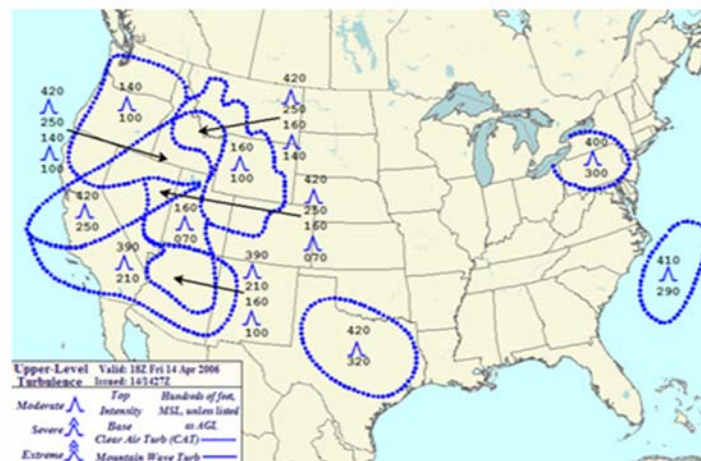 420
250
140
100
140
100
420
250
160
140
160
100
420
250
160
070
420
250
160
070
390
210
390
210
160
100
400
300
410
290
420
320
Upper-Level Turbulence
Valid: 18Z Fri 14 Apr 2006
Issued: 14/1427Z
Moderate
Severe
Extreme
Top
Intensity
Base
Hundreds of feet,
MSL, unless listed
as AGL
Clear Air Turb (CAT)
Mountain Wave Turb